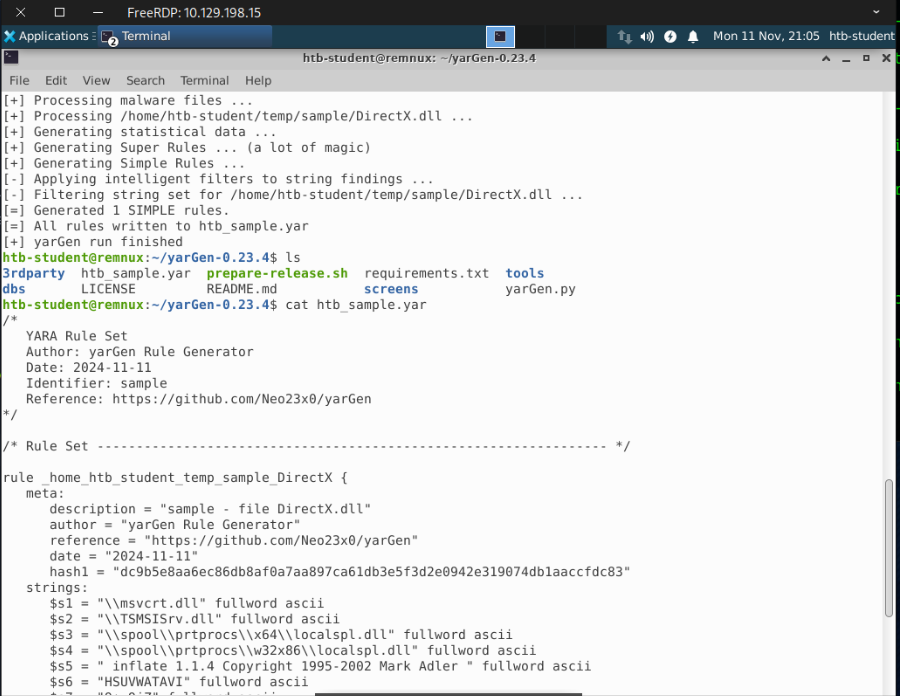 FreeRDP: 10.129.198.15
Applications Terminal 2 Mon 11 Nov, 21:05 htb-student
htb-student@remnux: ~/yarGen-0.23.4
File Edit View Search Terminal Help
[+] Processing malware files ...
[+] Processing /home/htb-student/temp/sample/DirectX.dll ...
[+] Generating statistical data ...
[+] Generating Super Rules ... (a lot of magic)
[+] Generating Simple Rules ...
[-] Applying intelligent filters to string findings ...
[-] Filtering string set for /home/htb-student/temp/sample/DirectX.dll ...
[=] Generated 1 SIMPLE rules.
[=] All rules written to htb_sample.yar
[+] yarGen run finished
htb-student@remnux:~/yarGen-0.23.4$ ls
3rdparty htb_sample.yar prepare-release.sh requirements.txt tools
dbs LICENSE README.md screens yarGen.py
htb-student@remnux:~/yarGen-0.23.4$ cat htb_sample.yar
/*
YARA Rule Set
Author: yarGen Rule Generator
Date: 2024-11-11
Identifier: sample
Reference: https://github.com/Neo23x0/yarGen
*/
/* Rule Set ----------------------------------------------------------------- */
rule _home_htb_student_temp_sample_DirectX {
meta:
description = "sample - file DirectX.dll"
author = "yarGen Rule Generator"
reference = "https://github.com/Neo23x0/yarGen"
date = "2024-11-11"
hash1 = "dc9b5e8aa6ec86db8af0a7aa897ca61db3e5f3d2e0942e319074db1aaccfdc83"
strings:
$s1 = "\\msvcrt.dll" fullword ascii
$s2 = "\\TSMSISrv.dll" fullword ascii
$s3 = "\\spool\\prtprocs\\x64\\localspl.dll" fullword ascii
$s4 = "\\spool\\prtprocs\\w32x86\\localspl.dll" fullword ascii
$s5 = " inflate 1.1.4 Copyright 1995-2002 Mark Adler " fullword ascii
$s6 = "HSUVWATAVI" fullword ascii